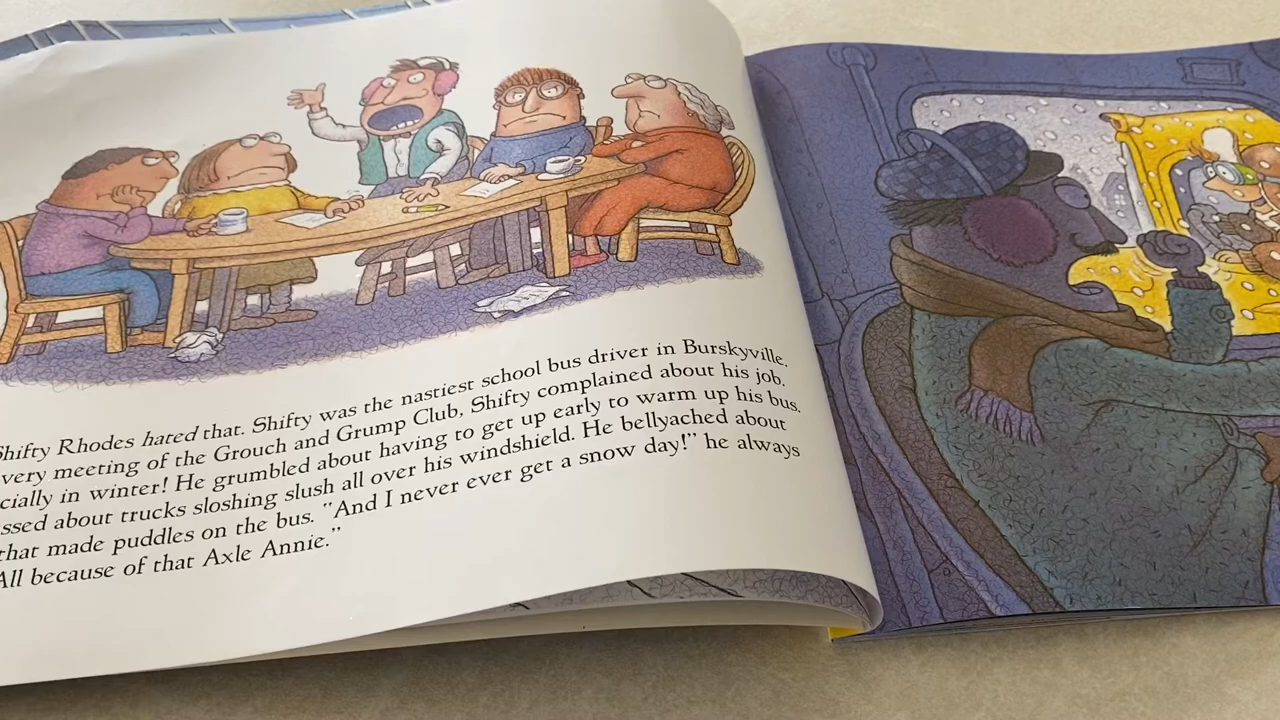 Shifty Rhodes hated that. Shifty was the nastiest school bus driver in Burskyville.
very meeting of the Grouch and Grump Club, Shifty complained about his job.
cially in winter! He grumbled about having to get up early to warm up his bus.
ssed about trucks sloshing slush all over his windshield. He bellyached about
that made puddles on the bus. "And I never ever get a snow day!" he always
All because of that Axle Annie."